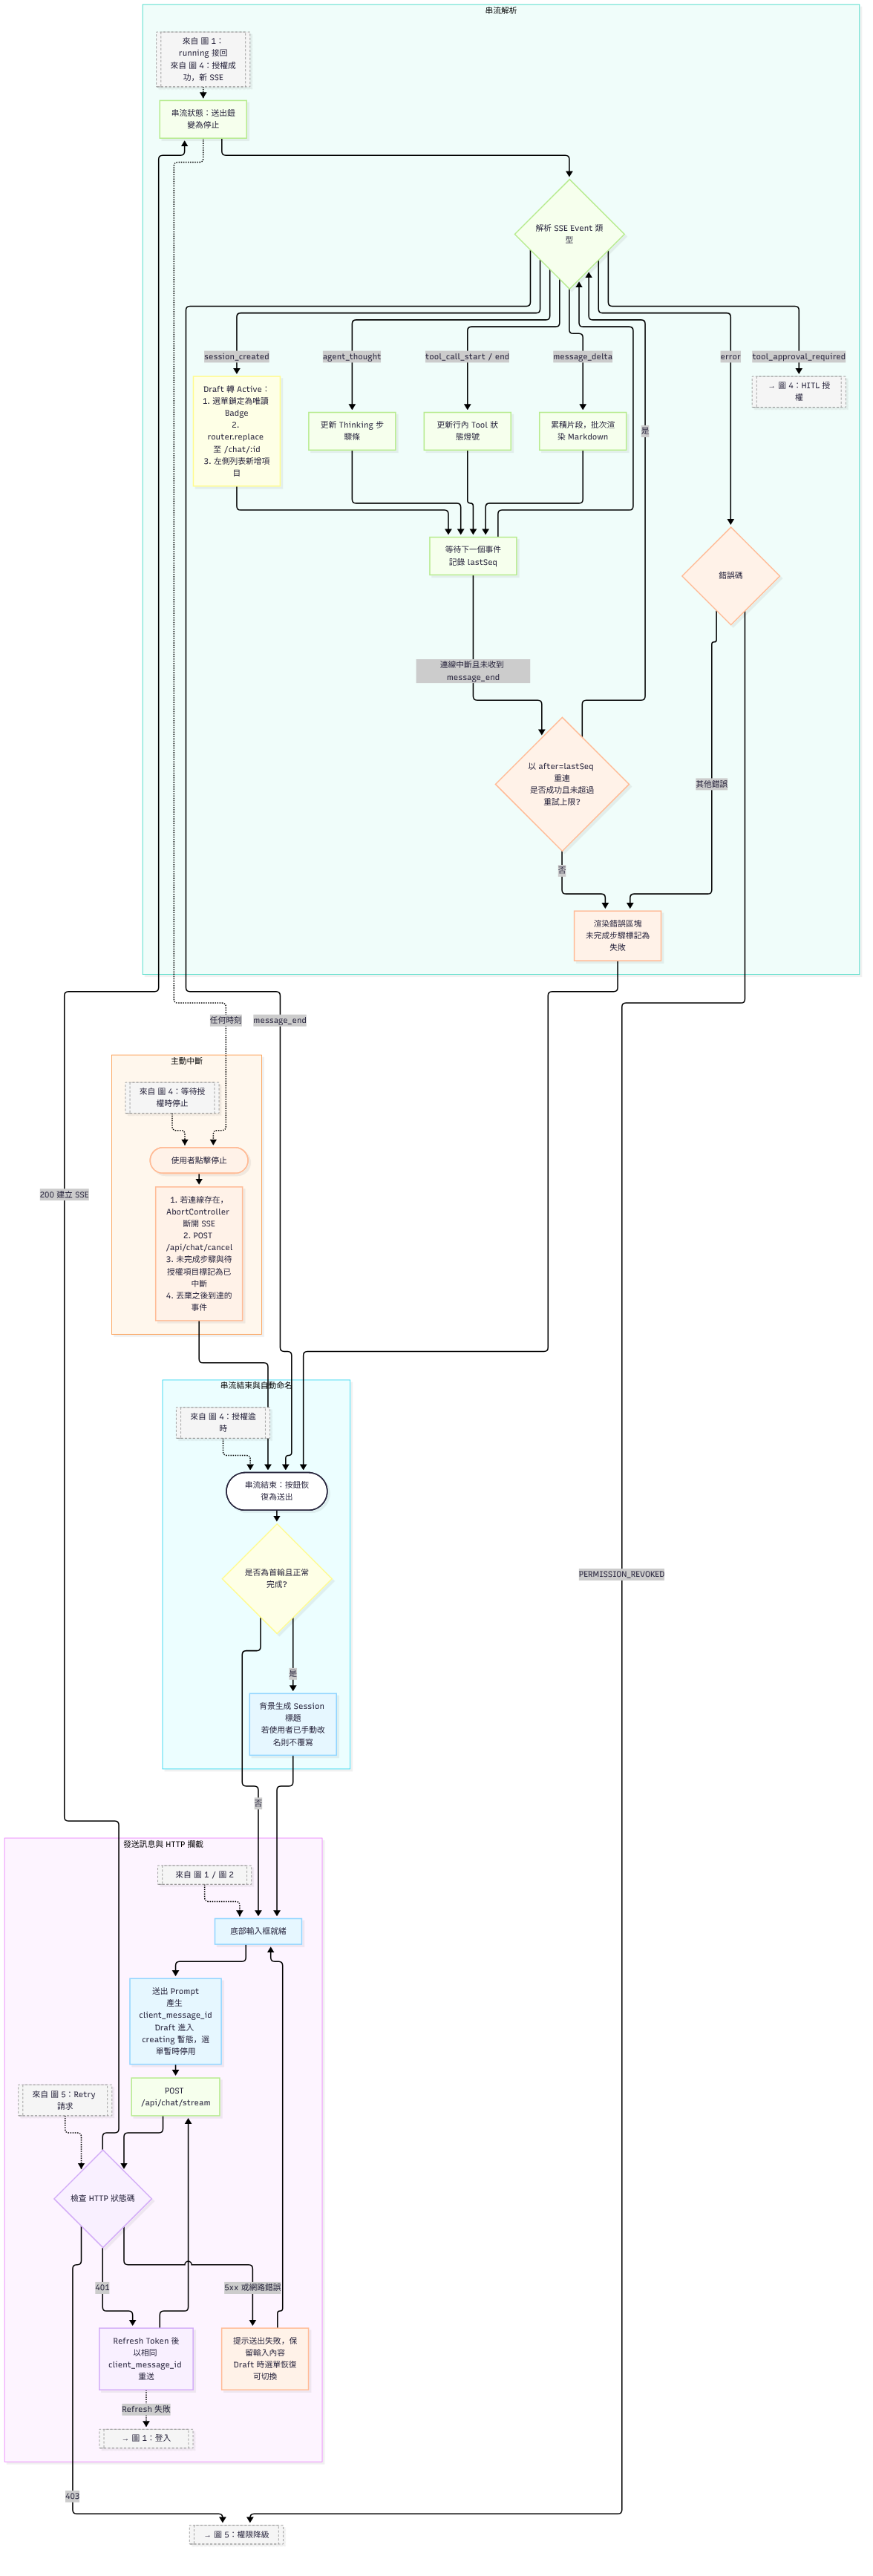 串流解析
來自 圖 1：
running 接回
來自 圖 4：授權成
功，新 SSE
串流狀態：送出鈕
變為停止
解析 SSE Event 類
型
session_created
agent_thought
tool_call_start / end
message_delta
error
tool_approval_required
Draft 轉 Active：
1. 選單鎖定為唯讀
Badge
2.
router.replace
至 /chat/:id
3. 左側列表新增項
目
更新 Thinking 步
驟條
更新行內 Tool 狀
態燈號
累積片段，批次渲
染 Markdown
→ 圖 4：HITL 授
權
是
等待下一個事件
記錄 lastSeq
錯誤碼
連線中斷且未收到
message_end
以 after=lastSeq
重連
是否成功且未超過
重試上限？
其他錯誤
否
渲染錯誤區塊
未完成步驟標記為
失敗
任何時刻
message_end
主動中斷
來自 圖 4：等待授
權時停止
使用者點擊停止
200 建立 SSE
1. 若連線存在，
AbortController
斷開 SSE
2. POST
/api/chat/cancel
3. 未完成步驟與待
授權項目標記為已
中斷
4. 丟棄之後到達的
事件
串流結束與自動命名
來自 圖 4：授權逾
時
串流結束：按鈕恢
復為送出
是否為首輪且正常
完成？
PERMISSION_REVOKED
是
背景生成 Session
標題
若使用者已手動改
名則不覆寫
否
發送訊息與 HTTP 攔截
來自 圖 1 / 圖 2
底部輸入框就緒
送出 Prompt
產生
client_message_id
Draft 進入
creating 暫態，選
單暫時停用
來自 圖 5：Retry
請求
POST
/api/chat/stream
檢查 HTTP 狀態碼
401
5xx 或網路錯誤
Refresh Token 後
以相同
client_message_id
重送
提示送出失敗，保
留輸入內容
Draft 時選單恢復
可切換
Refresh 失敗
→ 圖 1：登入
403
→ 圖 5：權限降級